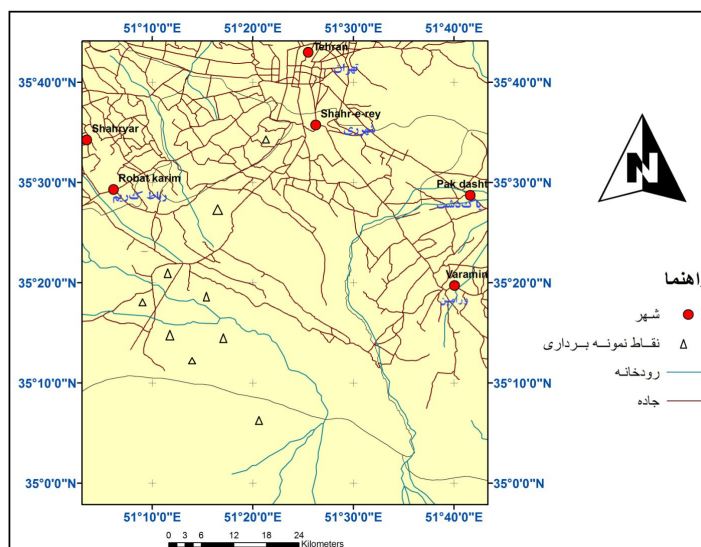 51°10'0"E 51°20'0"E 51°30'0"E 51°40'0"E
Tehran
تهران
35°40'0"N 35°40'0"N
Shahr-e-rey
شهرری
Shahryar
35°30'0"N 35°30'0"N
Robat karim
رباط کریم
Pak dasht
پاکدشت
N
35°20'0"N 35°20'0"N
Varamin
ورامین
35°10'0"N 35°10'0"N
35°0'0"N 35°0'0"N
51°10'0"E 51°20'0"E 51°30'0"E 51°40'0"E
0 3 6 12 18 24
Kilometers
اهنما
شهر
نقاط نمونه برداری
رودخانه
جاده